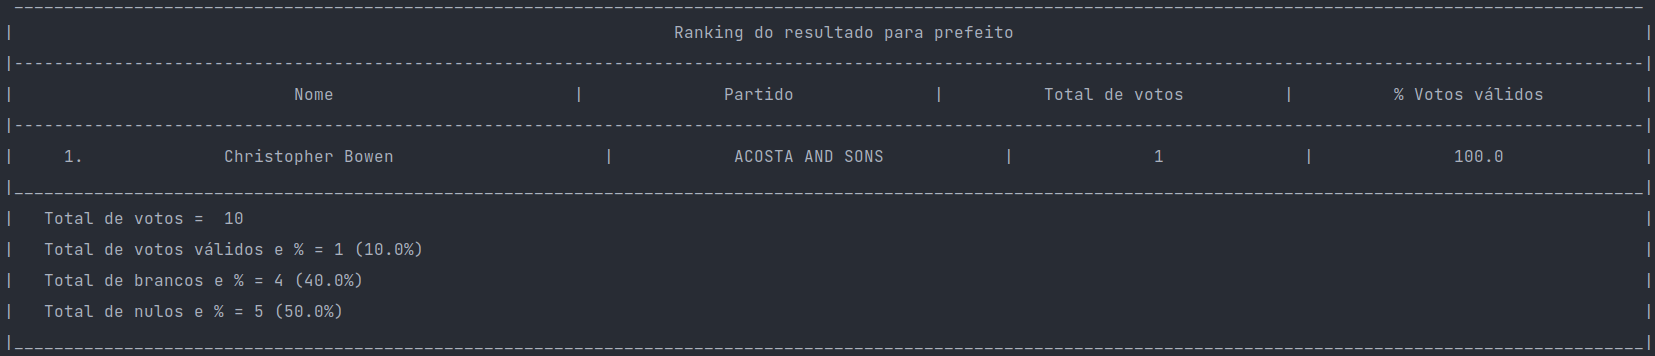 Ranking do resultado para prefeito
Nome | Partido | Total de votos | % Votos válidos
1. Christopher Bowen | ACOSTA AND SONS | 1 | 100.0
Total de votos =  10
Total de votos válidos e % = 1 (10.0%)
Total de brancos e % = 4 (40.0%)
Total de nulos e % = 5 (50.0%)